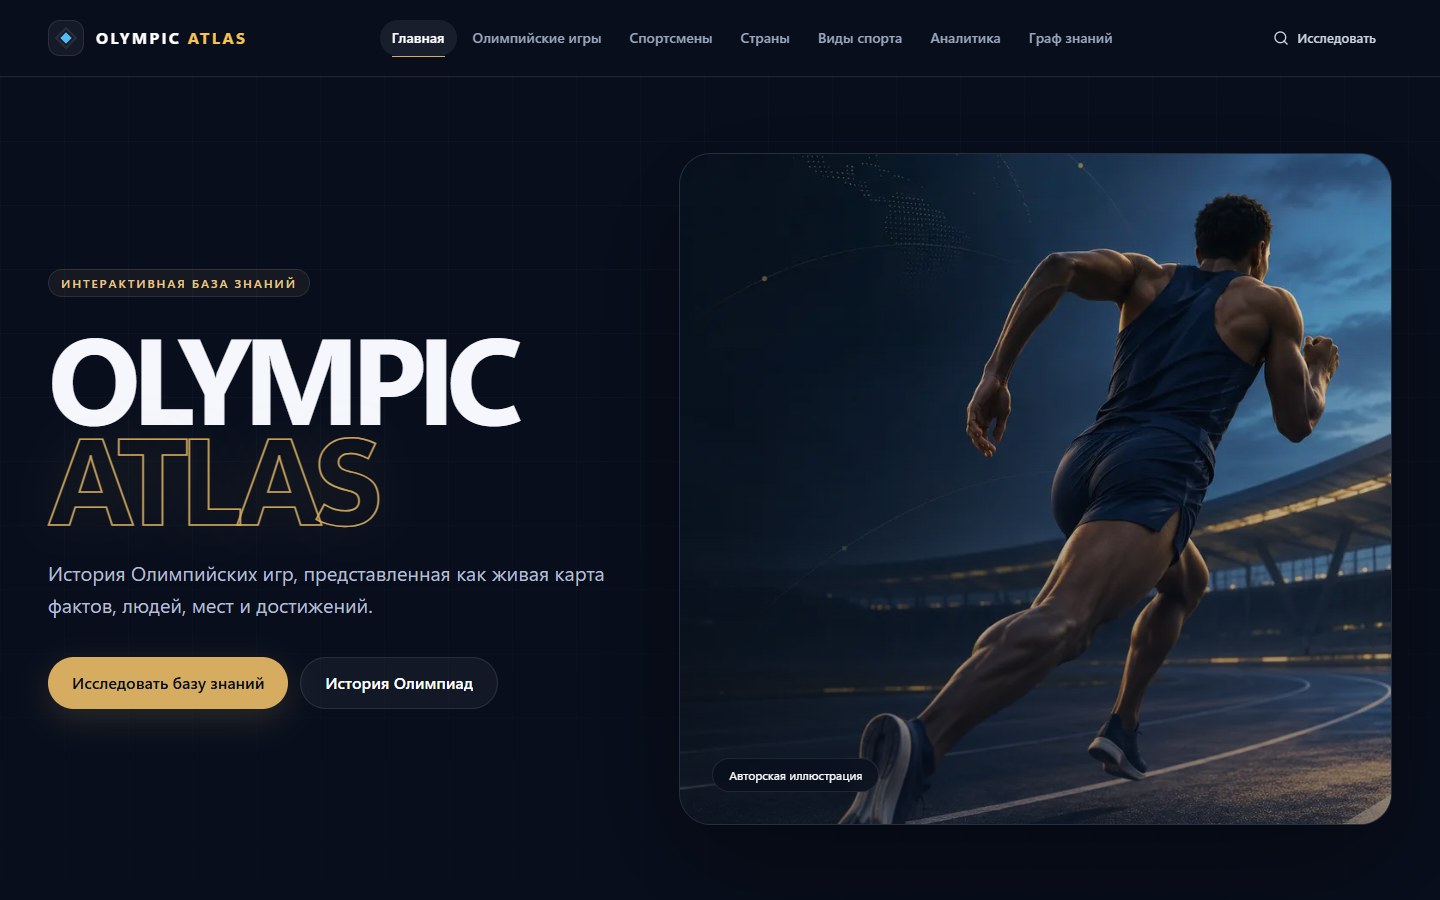 OLYMPIC ATLAS
Главная
Олимпийские игры
Спортсмены
Страны
Виды спорта
Аналитика
Граф знаний
Исследовать
ИНТЕРАКТИВНАЯ БАЗА ЗНАНИЙ
OLYMPIC
ATLAS
История Олимпийских игр, представленная как живая карта
фактов, людей, мест и достижений.
Исследовать базу знаний
История Олимпиад
Авторская иллюстрация